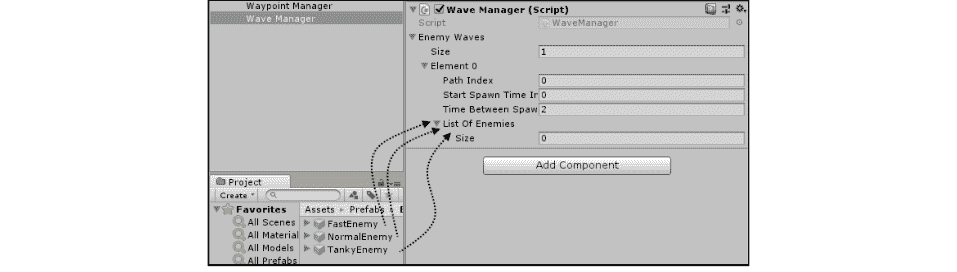 Waypoint Manager
Wave Manager
Wave Manager (Script)
Script WaveManager
Enemy Waves
Size 1
Element 0
Path Index 0
Start Spawn Time In 0
Time Between Spaw 2
List Of Enemies
Size 0
Add Component
Project
Create
Favorites
All Scenes
All Material
All Models
All Prefabs
Assets Prefabs
FastEnemy
NormalEnemy
TankyEnemy